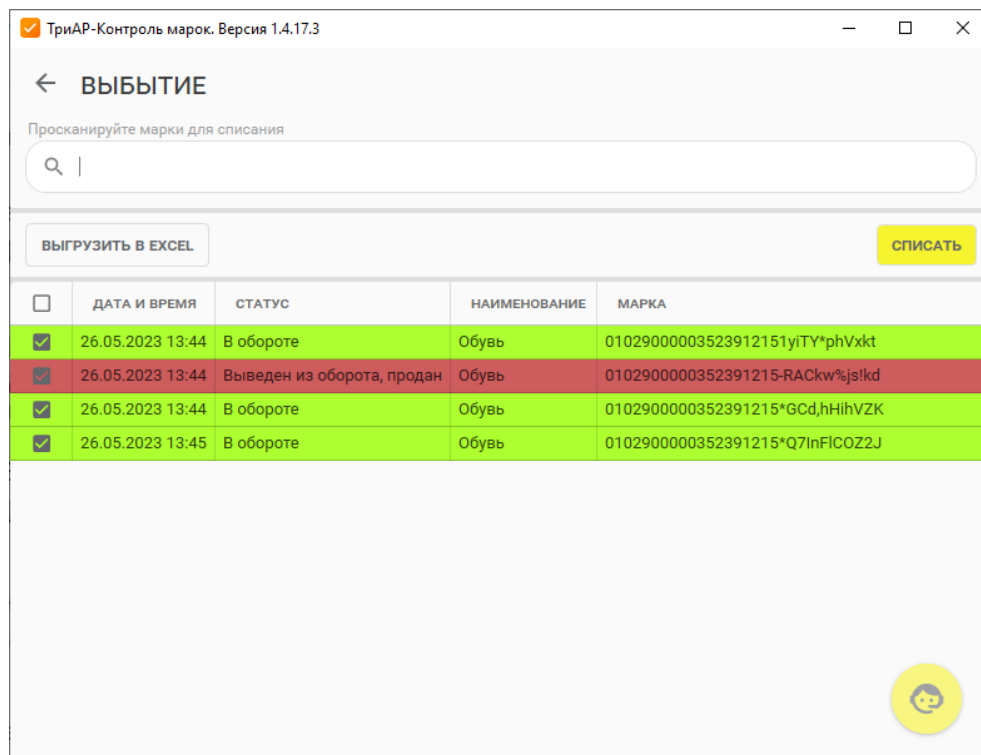 ТриАР-Контроль марок. Версия 1.4.17.3
ВЫБЫТИЕ
Просканируйте марки для списания
ВЫГРУЗИТЬ В EXCEL
СПИСАТЬ
ДАТА И ВРЕМЯ СТАТУС НАИМЕНОВАНИЕ МАРКА
26.05.2023 13:44 В обороте Обувь 01029000003523912151yiTY*phVxkt
26.05.2023 13:44 Выведен из оборота, продан Обувь 0102900000352391215-RACkw%js!kd
26.05.2023 13:44 В обороте Обувь 0102900000352391215*GCd,hHihVZK
26.05.2023 13:45 В обороте Обувь 0102900000352391215*Q7InFlCOZ2J